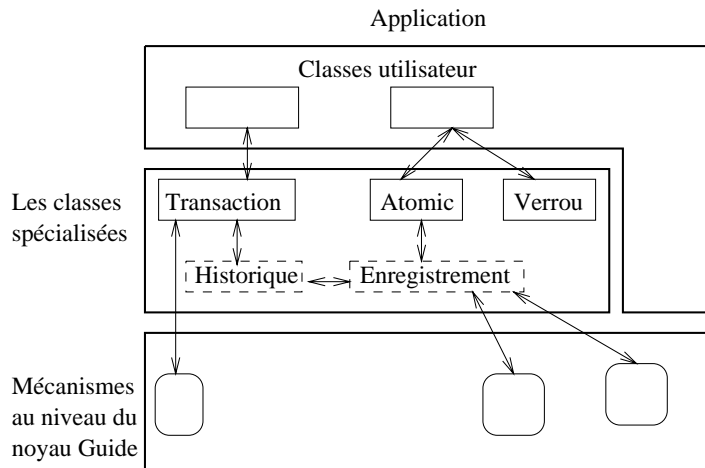 Application
Classes utilisateur
Les classes
spécialisées
Transaction
Atomic
Verrou
Historique
Enregistrement
Mécanismes
au niveau du
noyau Guide